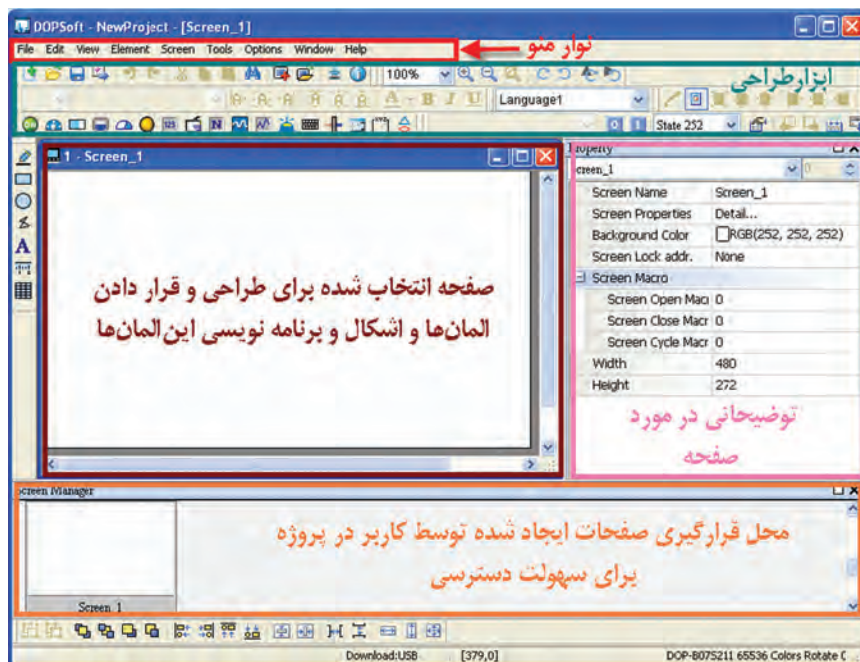 DOPSoft - NewProject - [Screen_1]
File Edit View Element Screen Tools Options Window Help
نوار منو
100%
ابزارطراحی
A A A A A A A B I U Language1
State 252
1 - Screen_1
صفحه انتخاب شده برای طراحی و قرار دادن
المان‌ها و اشکال و برنامه نویسی این‌المان‌ها
Property
creen_1 0
Screen Name Screen_1
Screen Properties Detail...
Background Color RGB(252, 252, 252)
Screen Lock addr. None
Screen Macro
Screen Open Mac 0
Screen Close Macr 0
Screen Cycle Macr 0
Width 480
Height 272
توضیحاتی در مورد
صفحه
Screen Manager
محل قرارگیری صفحات ایجاد شده توسط کاربر در پروژه
برای سهولت دسترسی
Screen_1
Download:USB [379,0] DOP-B07S211 65536 Colors Rotate